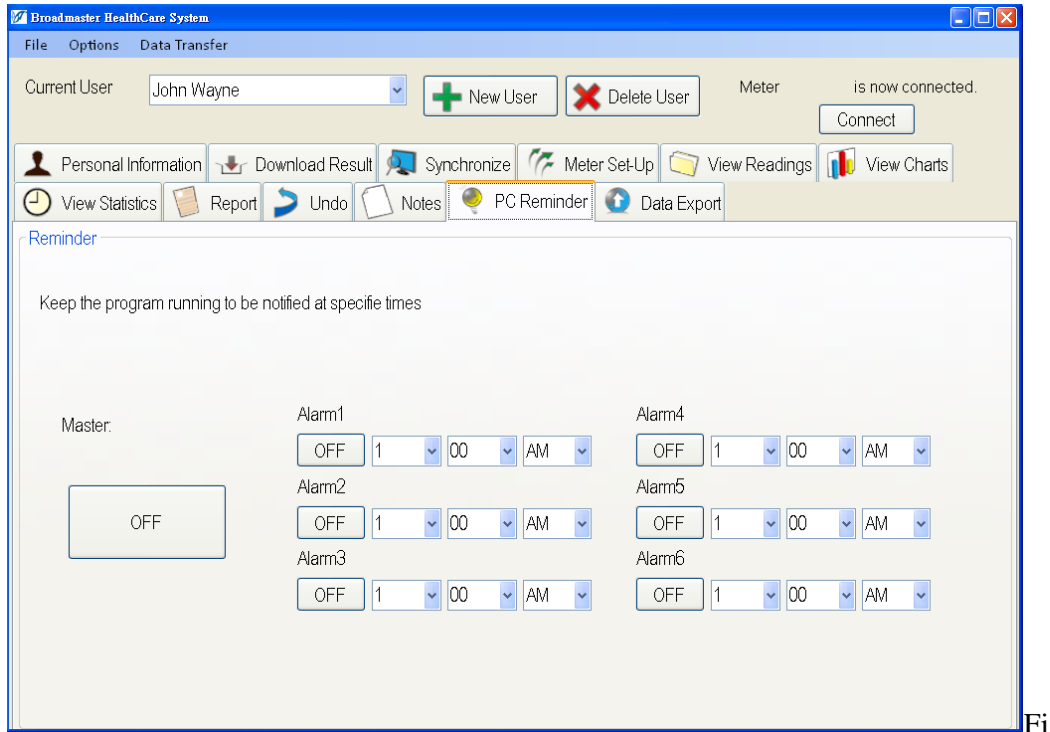 Broadmaster HealthCare System
File Options Data Transfer
Current User John Wayne New User Delete User Meter is now connected.
Connect
Personal Information Download Result Synchronize Meter Set-Up View Readings View Charts
View Statistics Report Undo Notes PC Reminder Data Export
Reminder
Keep the program running to be notified at specifie times
Master:
OFF
Alarm1
OFF 1 00 AM
Alarm2
OFF 1 00 AM
Alarm3
OFF 1 00 AM
Alarm4
OFF 1 00 AM
Alarm5
OFF 1 00 AM
Alarm6
OFF 1 00 AM
Fi